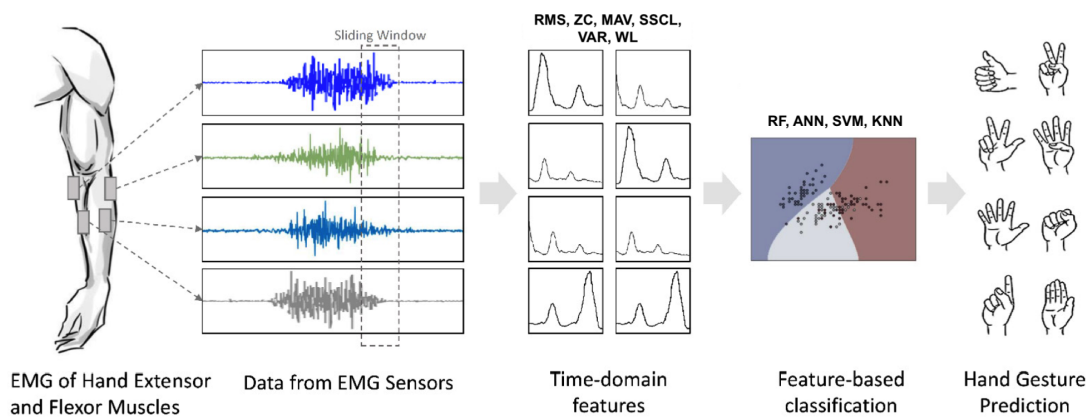 Sliding Window
RMS, ZC, MAV, SSCL,
VAR, WL
RF, ANN, SVM, KNN
EMG of Hand Extensor
and Flexor Muscles
Data from EMG Sensors
Time-domain
features
Feature-based
classification
Hand Gesture
Prediction